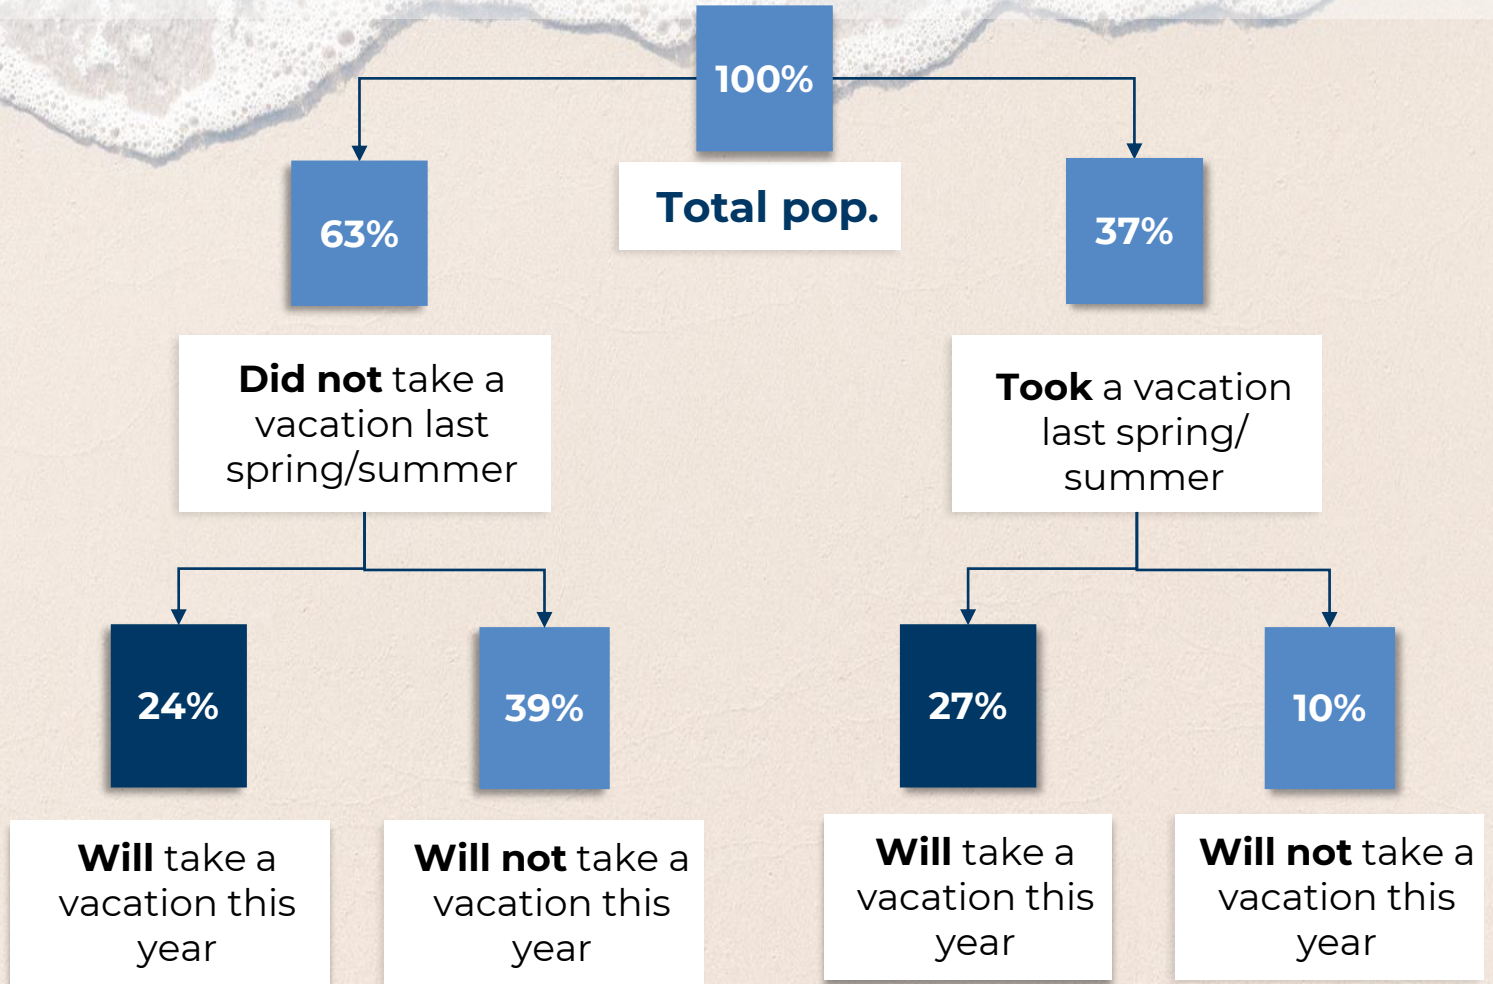 100%
Total pop.
63%
37%
Did not take a
vacation last
spring/summer
Took a vacation
last spring/
summer
24%
39%
27%
10%
Will take a
vacation this
year
Will not take a
vacation this
year
Will take a
vacation this
year
Will not take a
vacation this
year